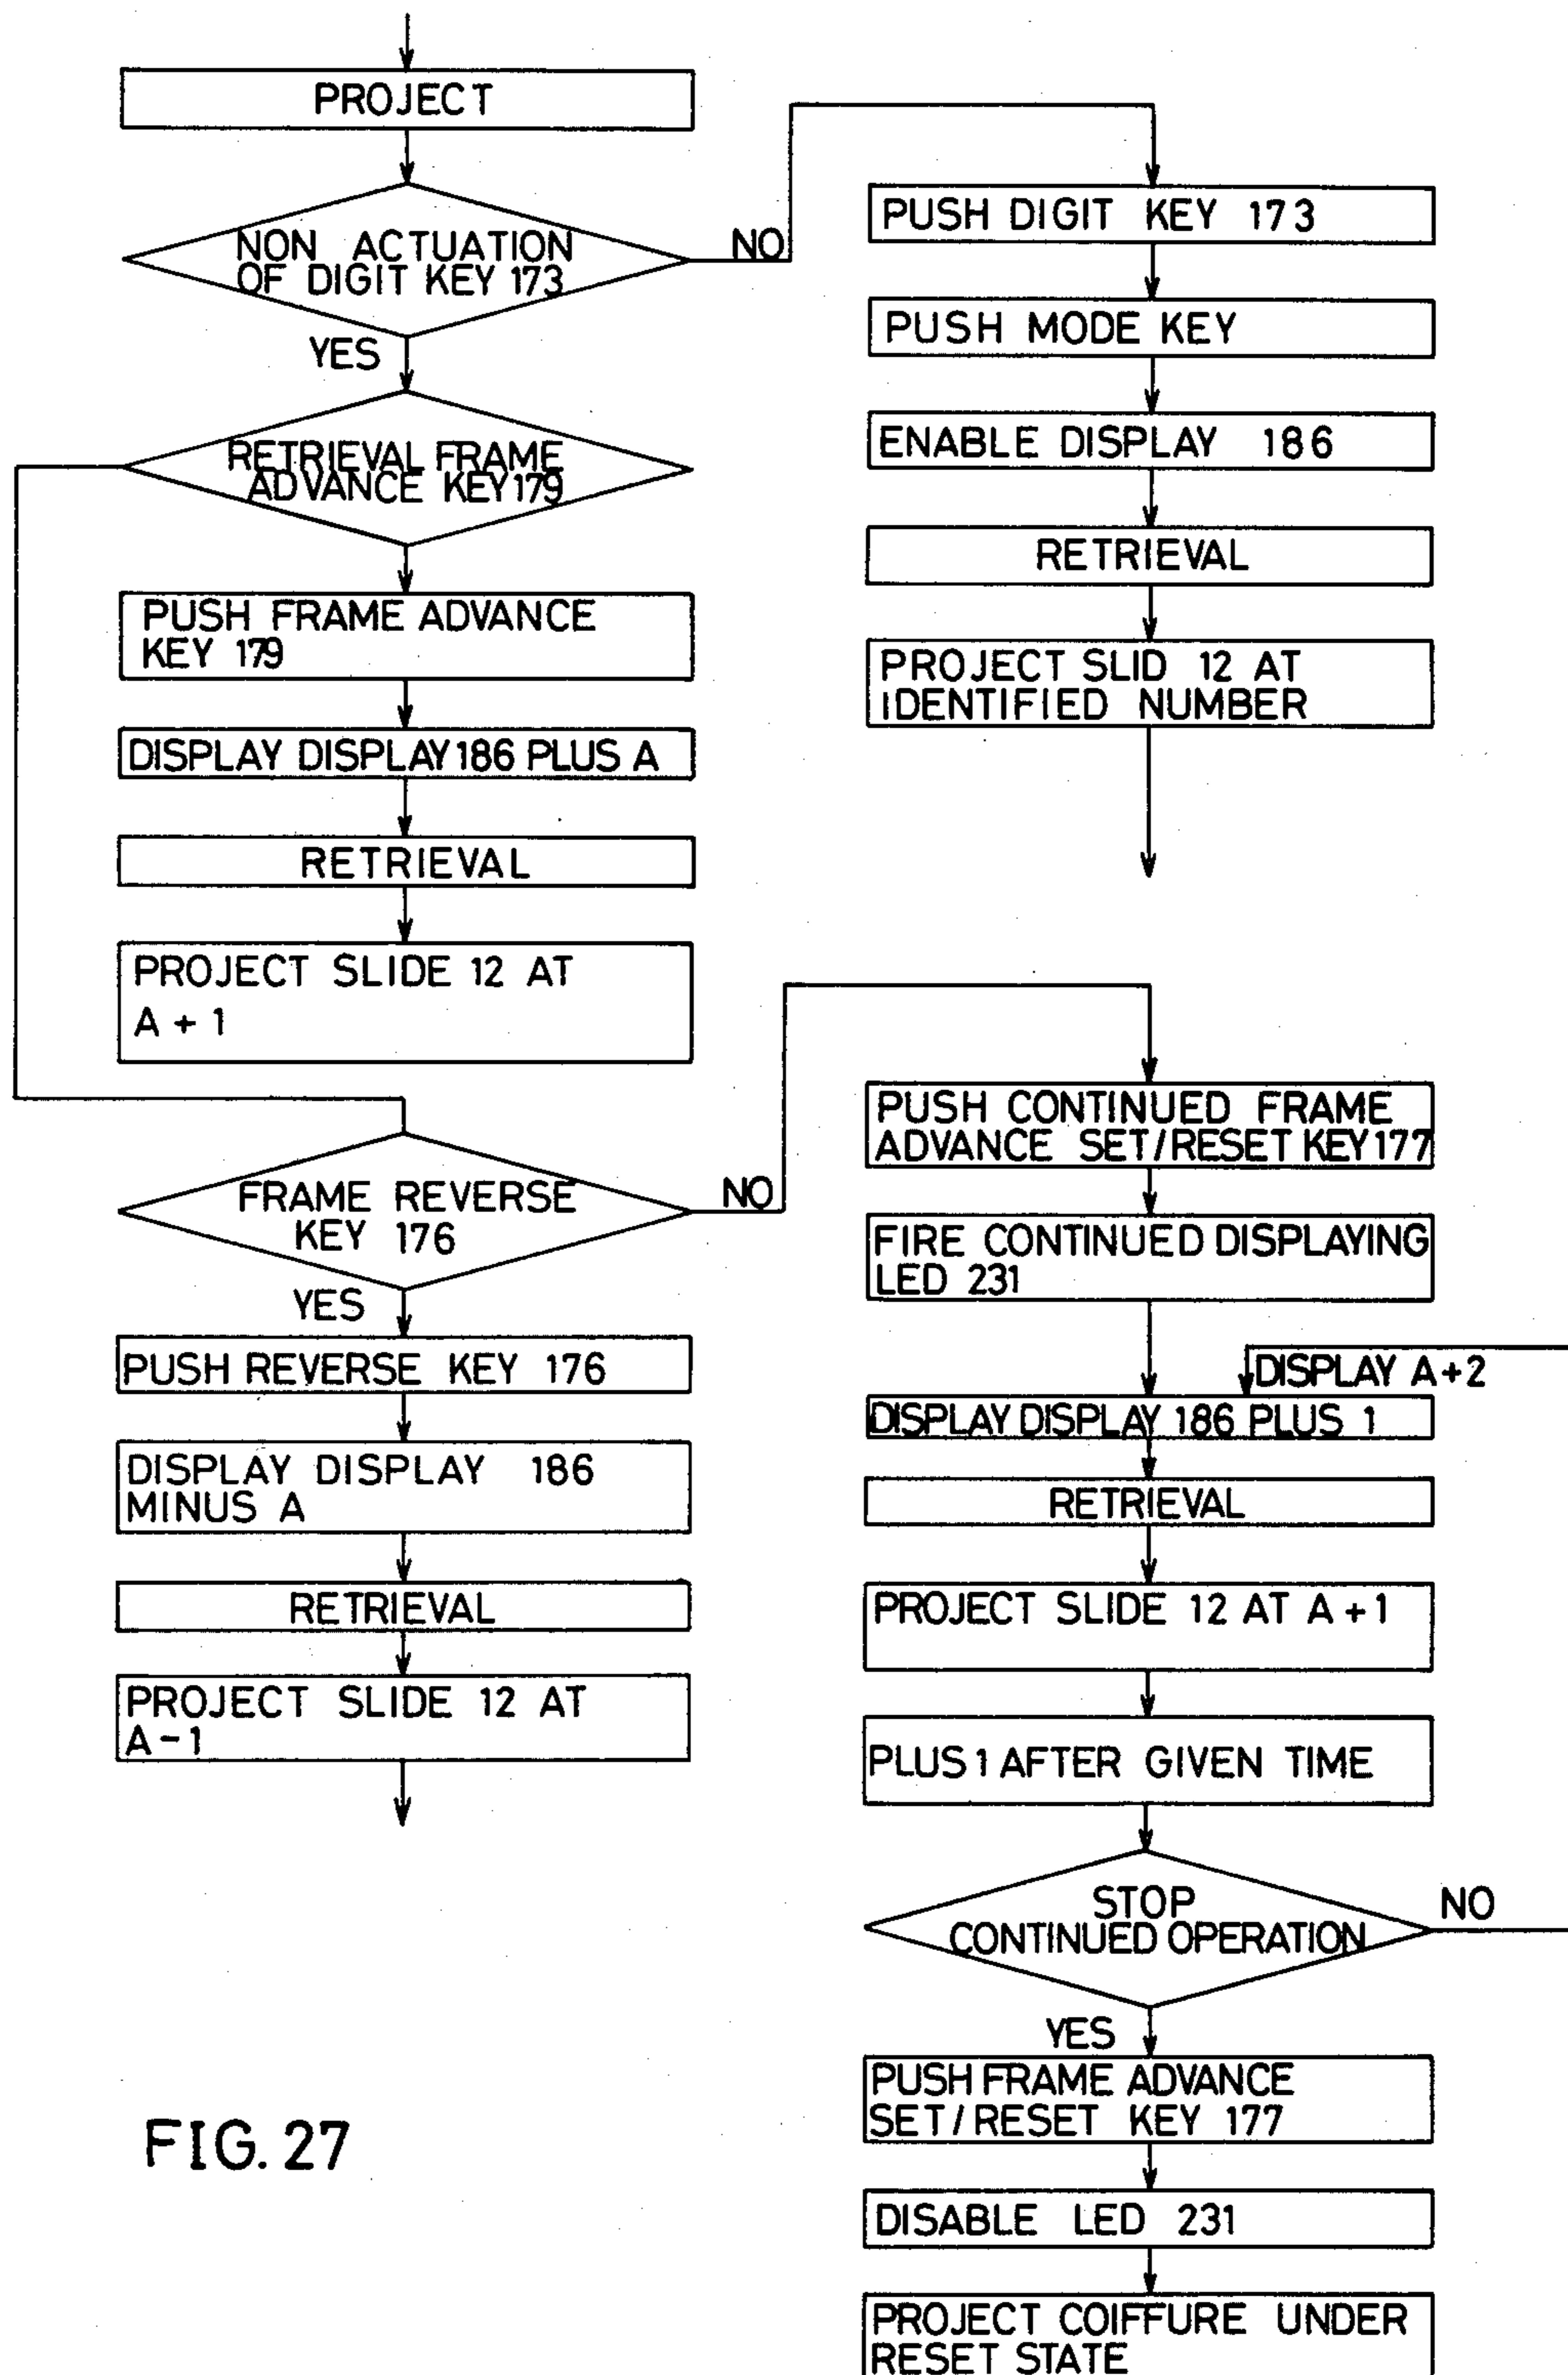 PROJECT
NON ACTUATION
OF DIGIT KEY 173
NO
YES
RETRIEVAL FRAME
ADVANCE KEY 179
PUSH FRAME ADVANCE
KEY 179
DISPLAY DISPLAY 186 PLUS A
RETRIEVAL
PROJECT SLIDE 12 AT
A + 1
FRAME REVERSE
KEY 176
NO
YES
PUSH REVERSE KEY 176
DISPLAY DISPLAY 186
MINUS A
RETRIEVAL
PROJECT SLIDE 12 AT
A - 1
PUSH DIGIT KEY 173
PUSH MODE KEY
ENABLE DISPLAY 186
RETRIEVAL
PROJECT SLID 12 AT
IDENTIFIED NUMBER
PUSH CONTINUED FRAME
ADVANCE SET/RESET KEY 177
FIRE CONTINUED DISPLAYING
LED 231
DISPLAY A+2
DISPLAY DISPLAY 186 PLUS 1
RETRIEVAL
PROJECT SLIDE 12 AT A + 1
PLUS 1 AFTER GIVEN TIME
STOP
CONTINUED OPERATION
NO
YES
PUSH FRAME ADVANCE
SET/RESET KEY 177
DISABLE LED 231
PROJECT COIFFURE UNDER
RESET STATE
FIG. 27